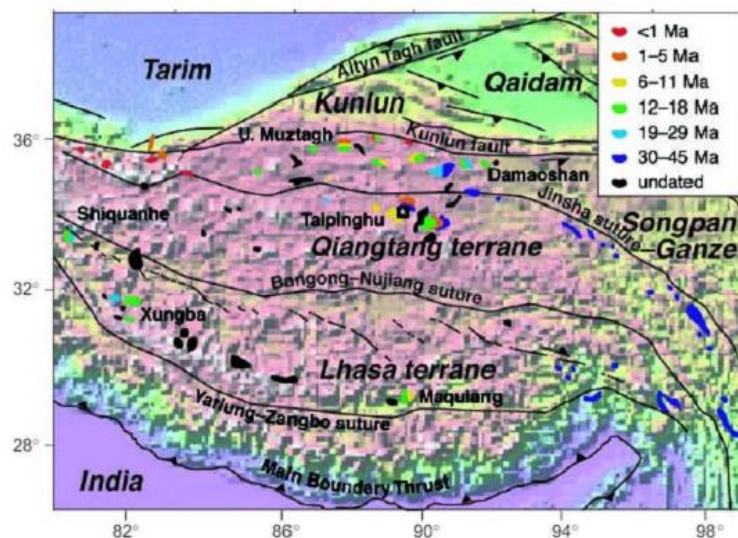 <1 Ma
1–5 Ma
6–11 Ma
12–18 Ma
19–29 Ma
30–45 Ma
undated
Tarim
Altyn Tagh fault
Qaidam
Kunlun
36°
U. Muztagh
Kunlun fault
Damaoshan
Shiquanhe
Taipinghu
Jinsha suture
Songpan
–Ganze
Qiangtang terrane
32°
Bangong–Nujiang suture
Xungba
Lhasa terrane
Maqulang
Yarlung–Zangbo suture
28°
Main Boundary Thrust
India
82°
86°
90°
94°
98°